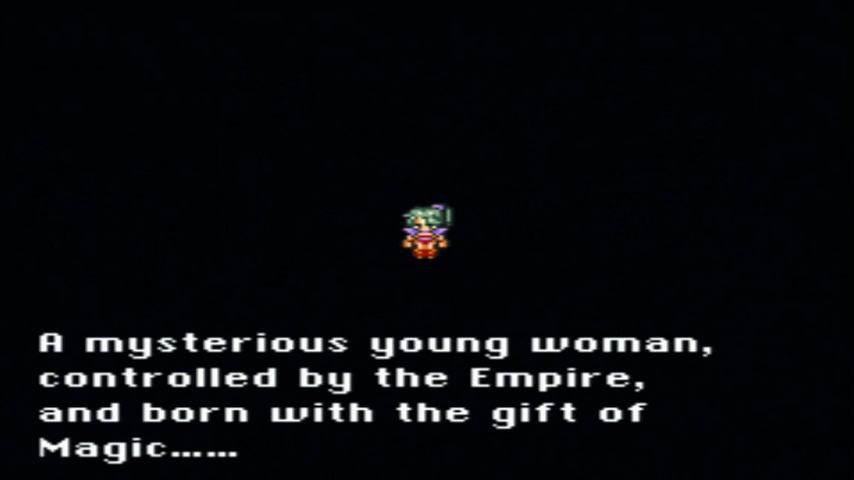 A mysterious young woman,
controlled by the Empire,
and born with the gift of
Magic……